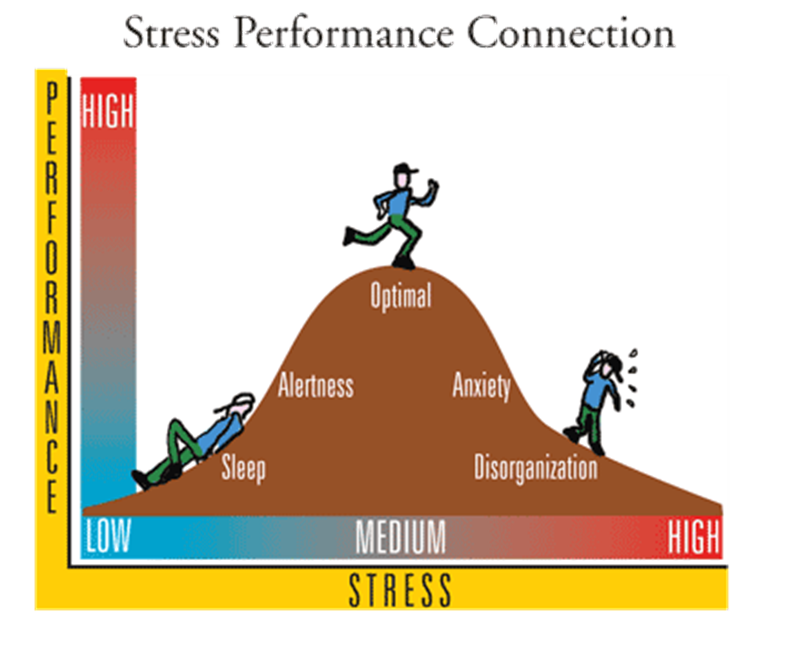 Stress Performance Connection
PERFORMANCE
HIGH
Optimal
Alertness
Anxiety
Sleep
Disorganization
LOW
MEDIUM
HIGH
STRESS